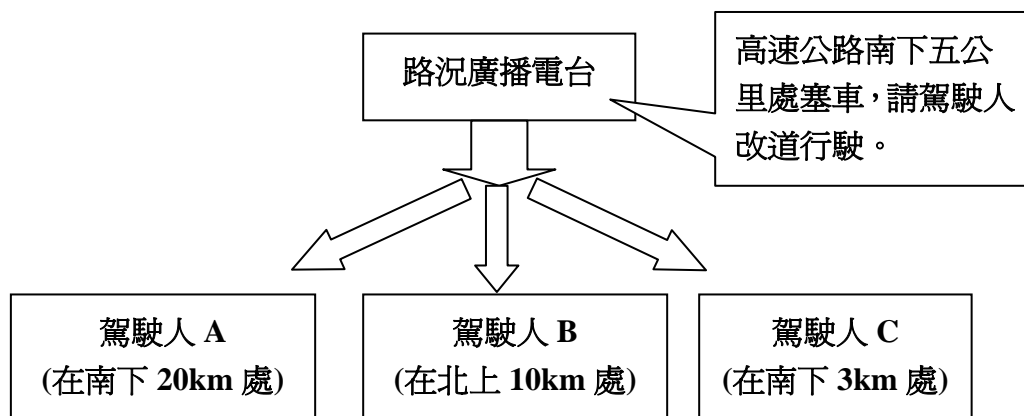 路況廣播電台
高速公路南下五公
里處塞車，請駕駛人
改道行駛。
駕駛人 A
(在南下 20km 處)
駕駛人 B
(在北上 10km 處)
駕駛人 C
(在南下 3km 處)